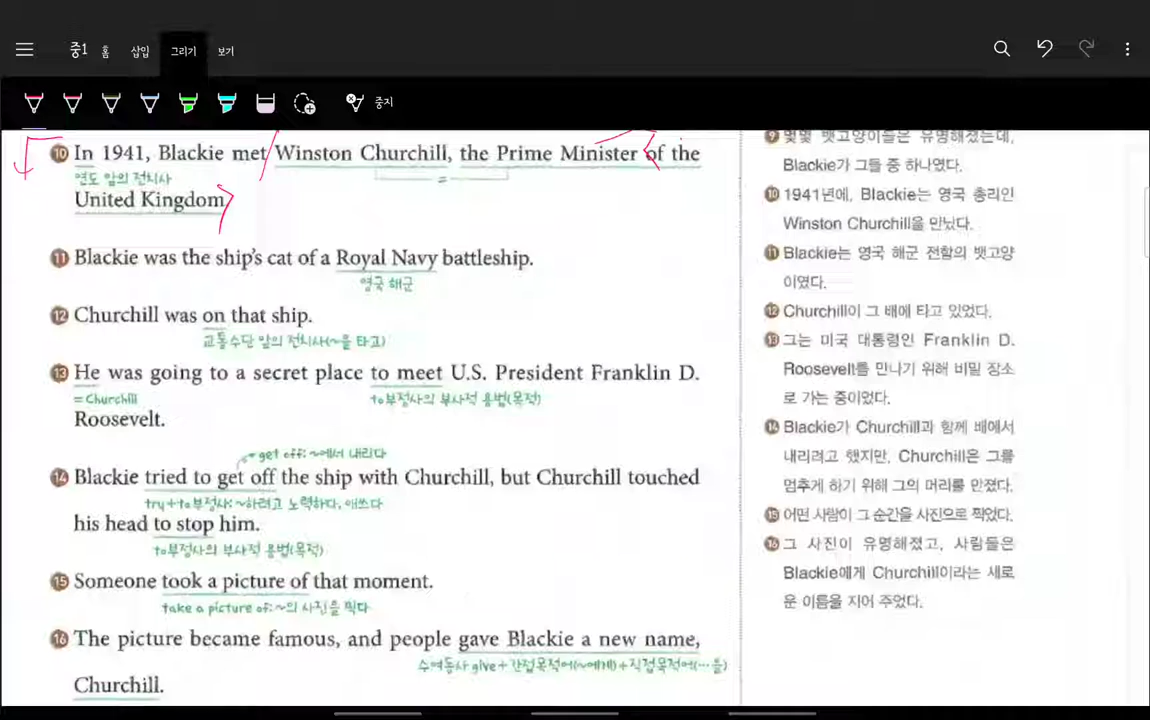 중1 홈 삽입 그리기 보기
중지
⑩ In 1941, Blackie met Winston Churchill, the Prime Minister of the
연도 앞의 전치사
=
United Kingdom.
⑪ Blackie was the ship's cat of a Royal Navy battleship.
영국 해군
⑫ Churchill was on that ship.
교통수단 앞의 전치사(~을 타고)
⑬ He was going to a secret place to meet U.S. President Franklin D.
= Churchill
to부정사의 부사적 용법(목적)
Roosevelt.
get off: ~에서 내리다
⑭ Blackie tried to get off the ship with Churchill, but Churchill touched
try+to부정사: ~하려고 노력하다, 애쓰다
his head to stop him.
to부정사의 부사적 용법(목적)
⑮ Someone took a picture of that moment.
take a picture of: ~의 사진을 찍다
⑯ The picture became famous, and people gave Blackie a new name,
수여동사 give+간접목적어(~에게)+직접목적어(…을)
Churchill.
⑨ 몇몇 뱃고양이들은 유명해졌는데,
Blackie가 그들 중 하나였다.
⑩ 1941년에, Blackie는 영국 총리인
Winston Churchill을 만났다.
⑪ Blackie는 영국 해군 전함의 뱃고양
이였다.
⑫ Churchill이 그 배에 타고 있었다.
⑬ 그는 미국 대통령인 Franklin D.
Roosevelt를 만나기 위해 비밀 장소
로 가는 중이었다.
⑭ Blackie가 Churchill과 함께 배에서
내리려고 했지만, Churchill은 그를
멈추게 하기 위해 그의 머리를 만졌다.
⑮ 어떤 사람이 그 순간을 사진으로 찍었다.
⑯ 그 사진이 유명해졌고, 사람들은
Blackie에게 Churchill이라는 새로
운 이름을 지어 주었다.